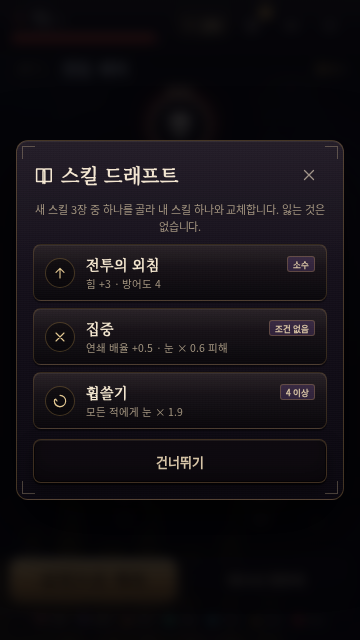 스킬 드래프트
새 스킬 3장 중 하나를 골라 내 스킬 하나와 교체합니다. 잃는 것은
없습니다.
전투의 외침
소수
힘 +3 · 방어도 4
집중
조건 없음
연쇄 배율 +0.5 · 눈 × 0.6 피해
휩쓸기
4 이상
모든 적에게 눈 × 1.9
건너뛰기